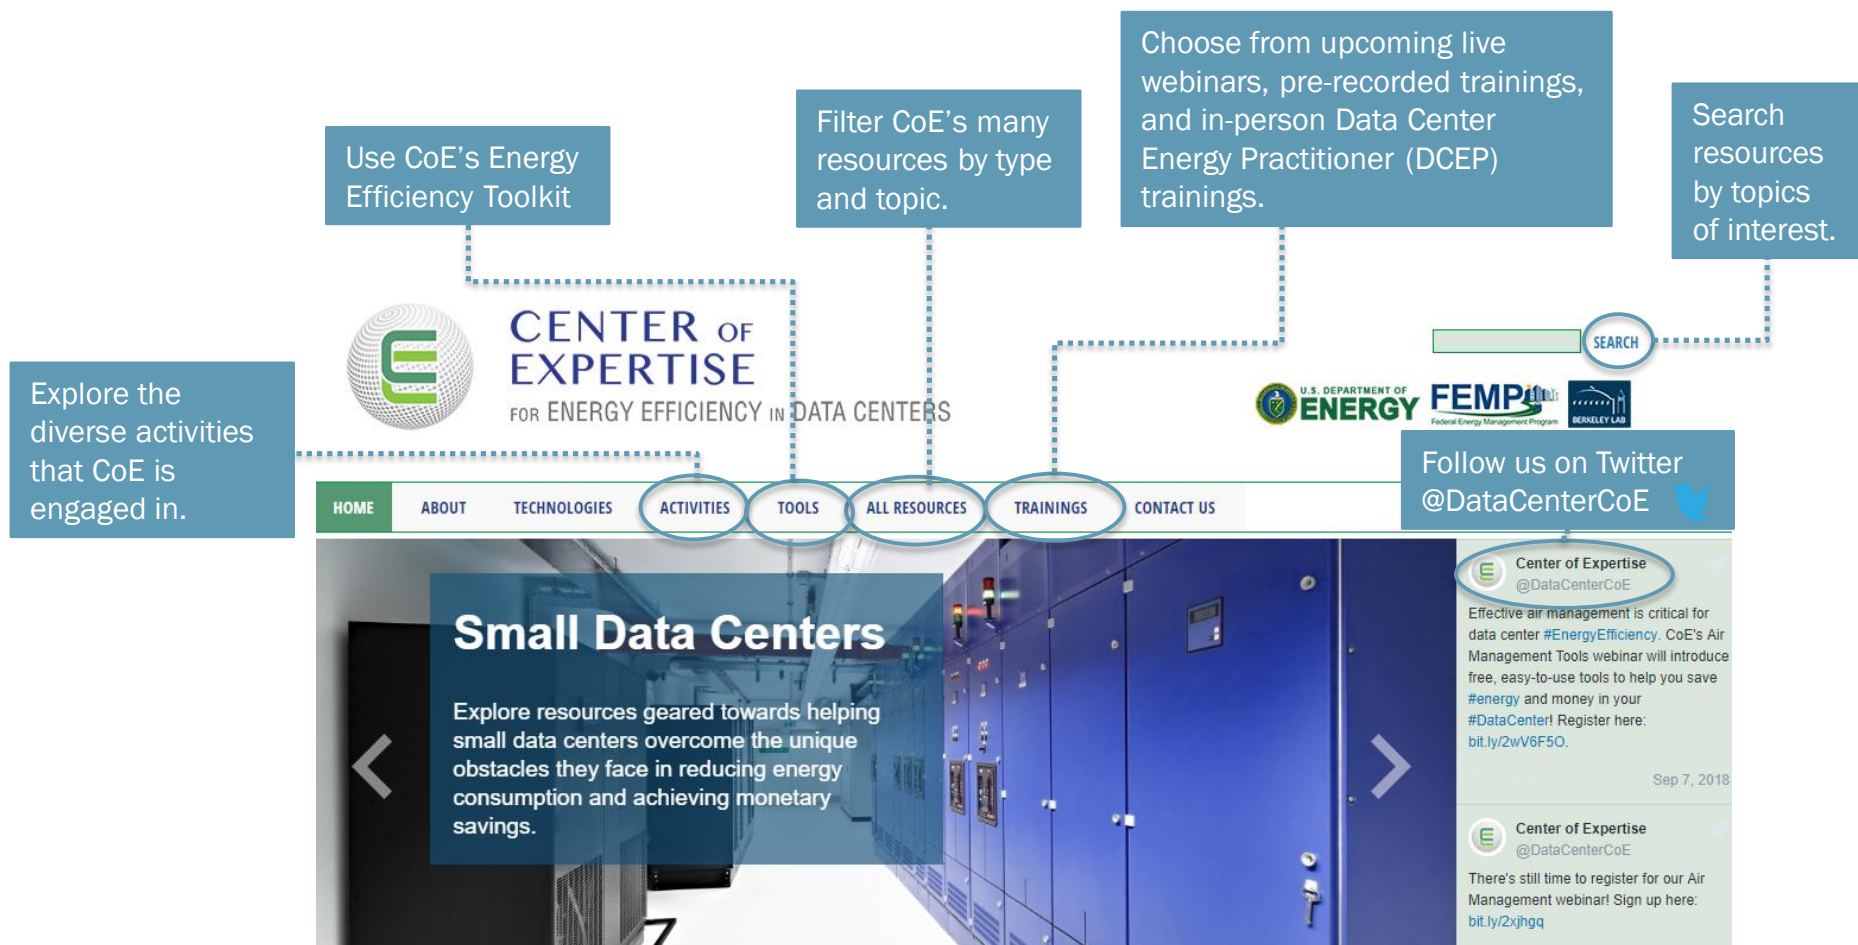 Choose from upcoming live
webinars, pre-recorded trainings,
and in-person Data Center
Energy Practitioner (DCEP)
trainings.
Filter CoE's many
resources by type
and topic.
Search
resources
by topics
of interest.
Use CoE's Energy
Efficiency Toolkit
CENTER OF
EXPERTISE
FOR ENERGY EFFICIENCY IN DATA CENTERS
SEARCH
U.S. DEPARTMENT OF
ENERGY
FEMP
Federal Energy Management Program
BERKELEY LAB
Explore the
diverse activities
that CoE is
engaged in.
Follow us on Twitter
@DataCenterCoE
HOME ABOUT TECHNOLOGIES ACTIVITIES TOOLS ALL RESOURCES TRAININGS CONTACT US
Small Data Centers
Explore resources geared towards helping
small data centers overcome the unique
obstacles they face in reducing energy
consumption and achieving monetary
savings.
Center of Expertise
@DataCenterCoE
Effective air management is critical for
data center #EnergyEfficiency. CoE's Air
Management Tools webinar will introduce
free, easy-to-use tools to help you save
#energy and money in your
#DataCenter! Register here:
bit.ly/2wV6F5O.
Sep 7, 2018
Center of Expertise
@DataCenterCoE
There's still time to register for our Air
Management webinar! Sign up here:
bit.ly/2xjhgq